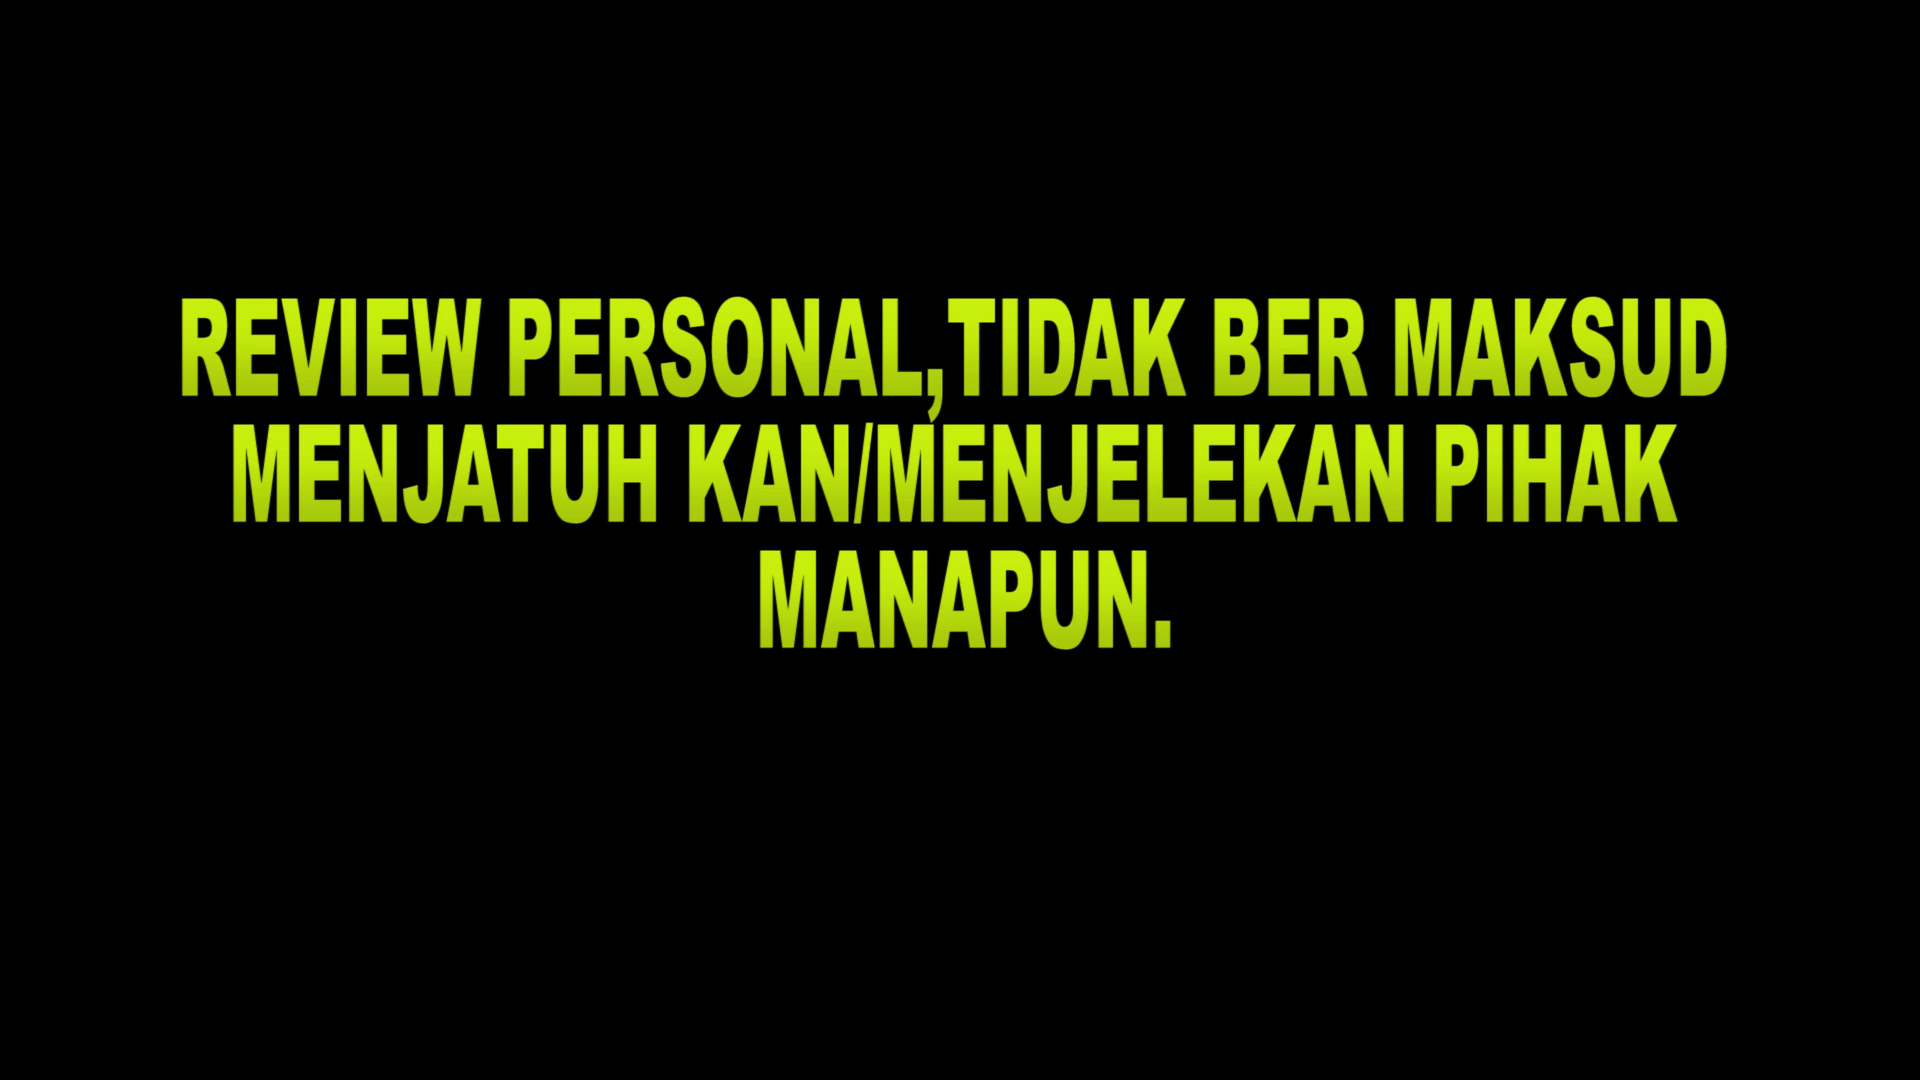 REVIEW PERSONAL,TIDAK BER MAKSUD
MENJATUH KAN/MENJELEKAN PIHAK
MANAPUN.